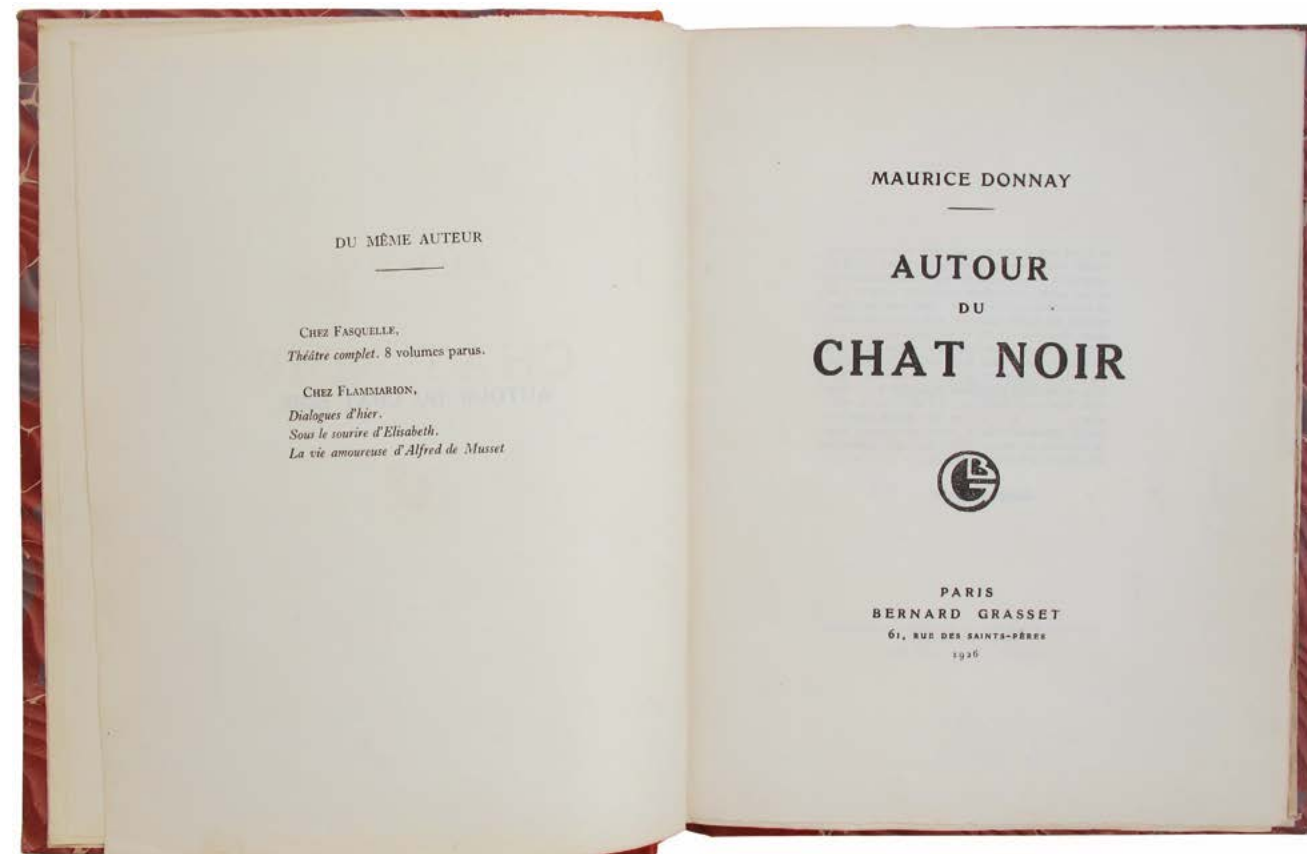 DU MÊME AUTEUR
CHEZ FASQUELLE,
Théâtre complet. 8 volumes parus.
CHEZ FLAMMARION,
Dialogues d'hier.
Sous le sourire d'Elisabeth.
La vie amoureuse d'Alfred de Musset
MAURICE DONNAY
AUTOUR
DU
CHAT NOIR
BG
PARIS
BERNARD GRASSET
61, RUE DES SAINTS-PÈRES
1926